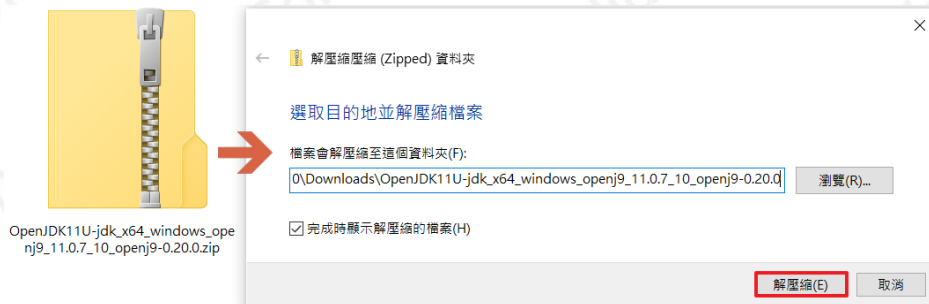 解壓縮壓縮 (Zipped) 資料夾
選取目的地並解壓縮檔案
檔案會解壓縮至這個資料夾(F):
0\Downloads\OpenJDK11U-jdk_x64_windows_openj9_11.0.7_10_openj9-0.20.0
瀏覽(R)...
完成時顯示解壓縮的檔案(H)
OpenJDK11U-jdk_x64_windows_ope
nj9_11.0.7_10_openj9-0.20.0.zip
解壓縮(E)
取消